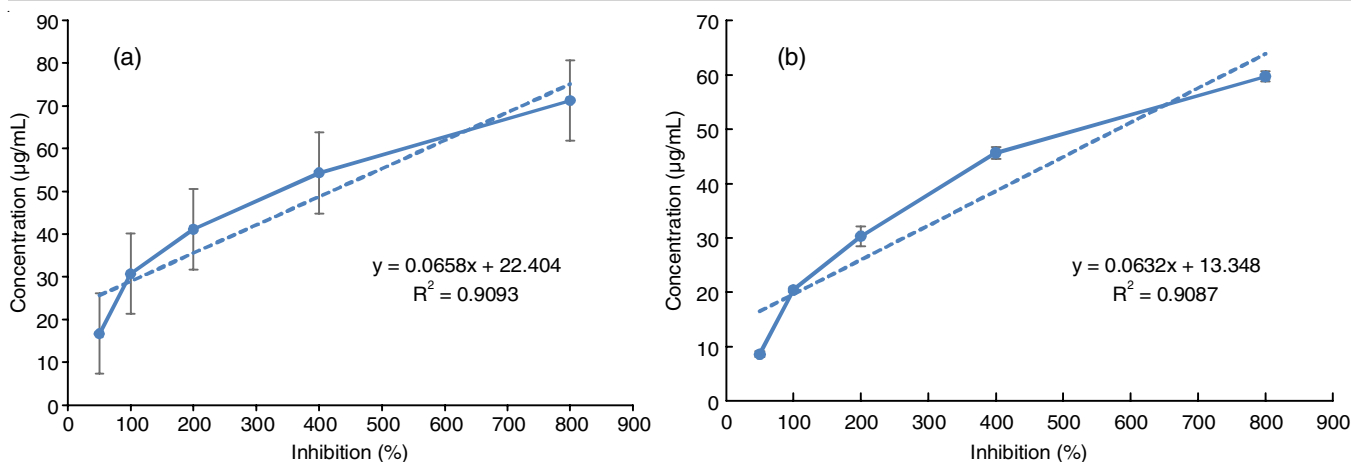 (a)
Concentration (µg/mL)
90
80
70
60
50
40
30
20
10
0
y = 0.0658x + 22.404
R² = 0.9093
0 100 200 300 400 500 600 700 800 900
Inhibition (%)
(b)
Concentration (µg/mL)
70
60
50
40
30
20
10
0
y = 0.0632x + 13.348
R² = 0.9087
0 100 200 300 400 500 600 700 800 900
Inhibition (%)